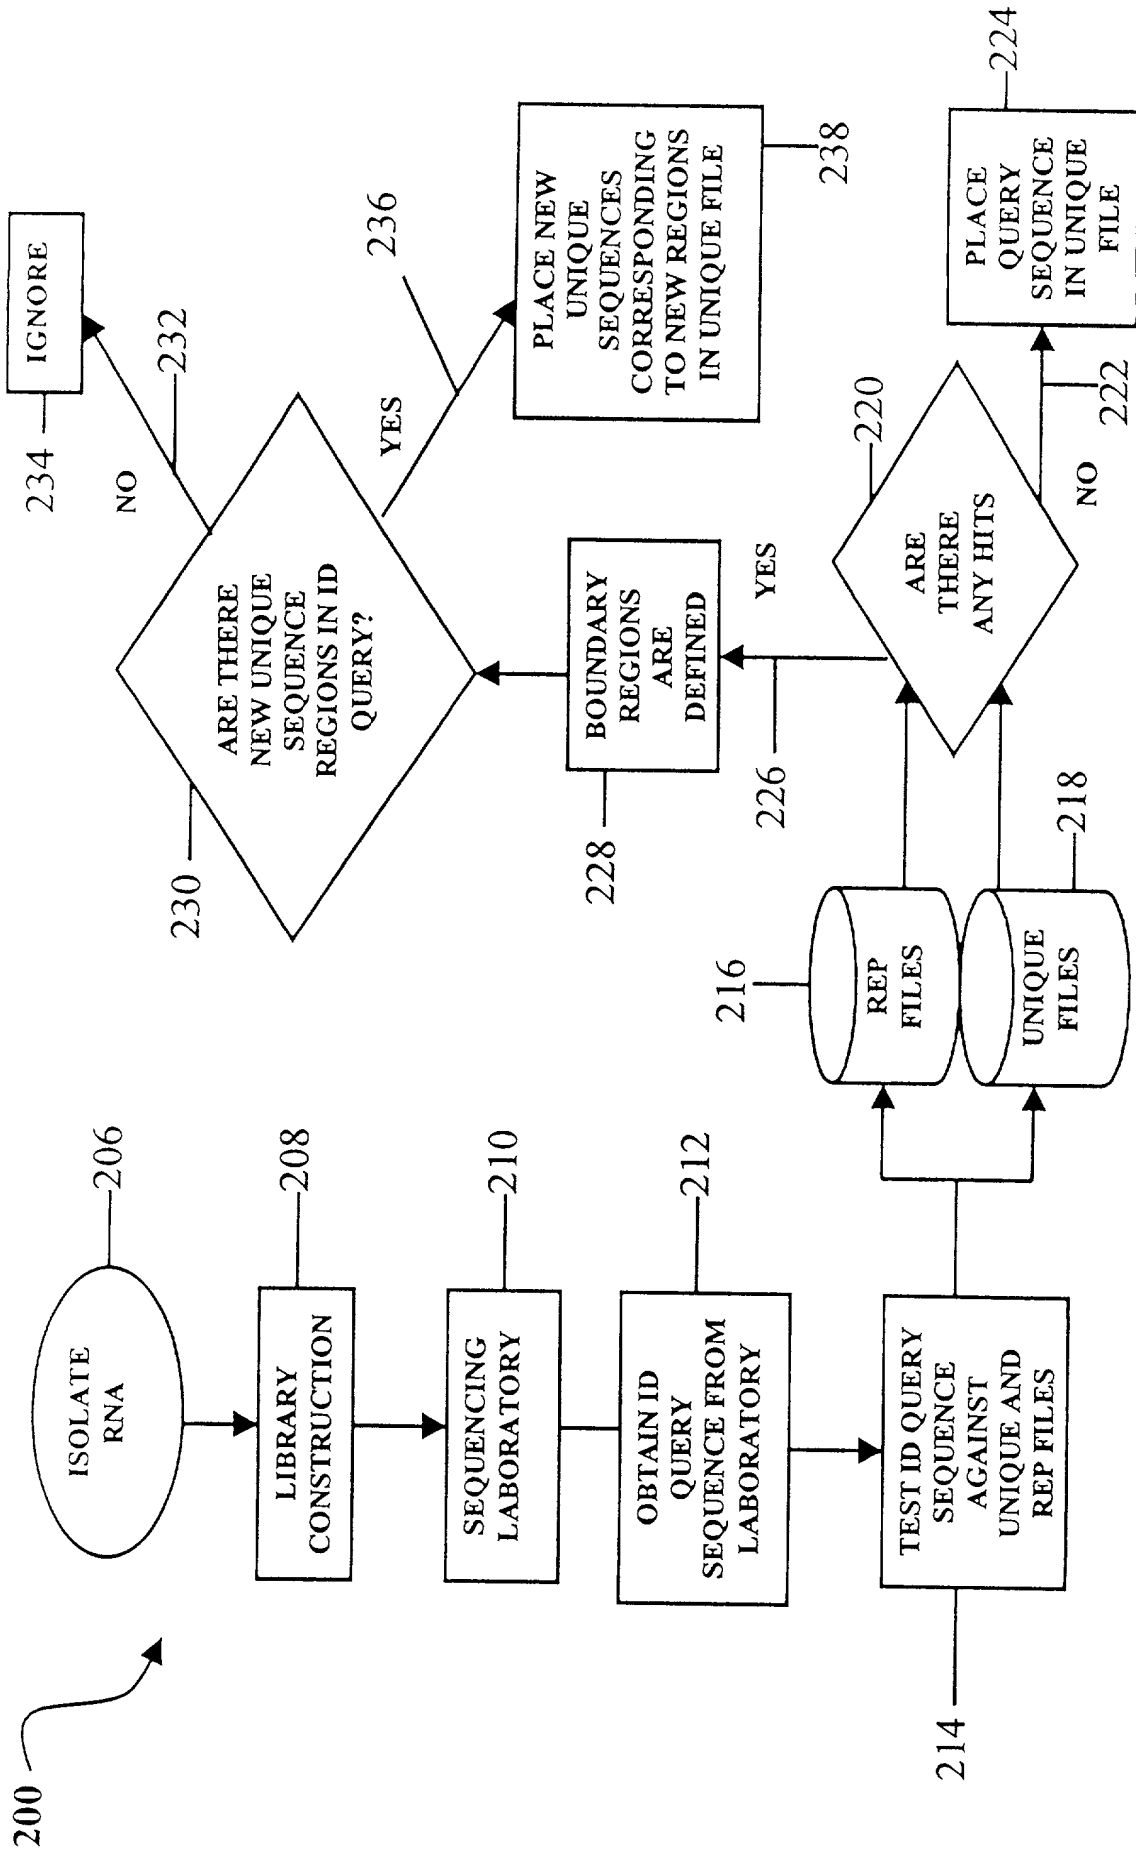 200
ISOLATE
RNA
206
LIBRARY
CONSTRUCTION
208
SEQUENCING
LABORATORY
210
OBTAIN ID
QUERY
SEQUENCE FROM
LABORATORY
212
TEST ID QUERY
SEQUENCE
AGAINST
UNIQUE AND
REP FILES
214
REP
FILES
216
UNIQUE
FILES
218
ARE
THERE
ANY HITS
220
NO
222
PLACE
QUERY
SEQUENCE
IN UNIQUE
FILE
224
YES
226
BOUNDARY
REGIONS
ARE
DEFINED
228
ARE THERE
NEW UNIQUE
SEQUENCE
REGIONS IN ID
QUERY?
230
NO
232
IGNORE
234
YES
236
PLACE NEW
UNIQUE
SEQUENCES
CORRESPONDING
TO NEW REGIONS
IN UNIQUE FILE
238